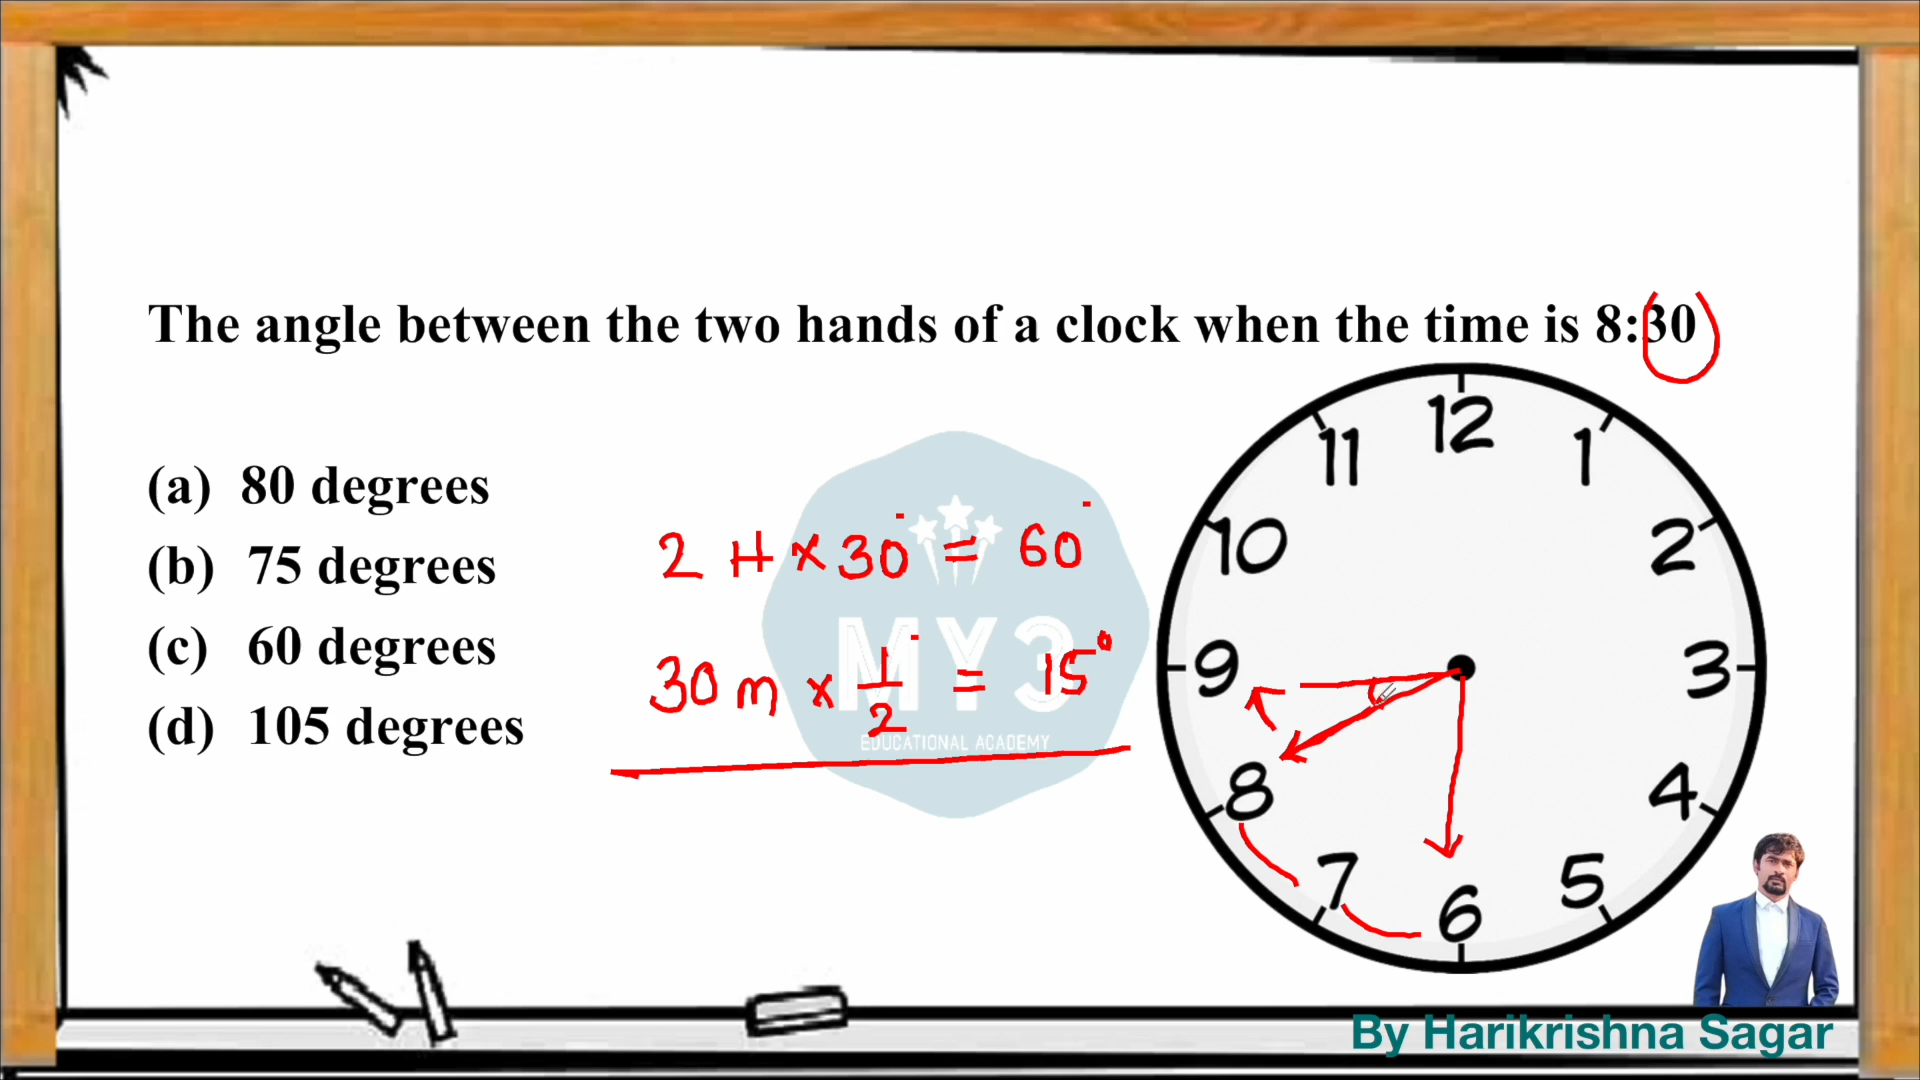 The angle between the two hands of a clock when the time is 8:30
(a) 80 degrees
(b) 75 degrees
(c) 60 degrees
(d) 105 degrees
2 H × 30° = 60°
30 m × 1/2° = 15°
MY3
EDUCATIONAL ACADEMY
12
11
1
10
2
9
3
8
4
7
5
6
By Harikrishna Sagar